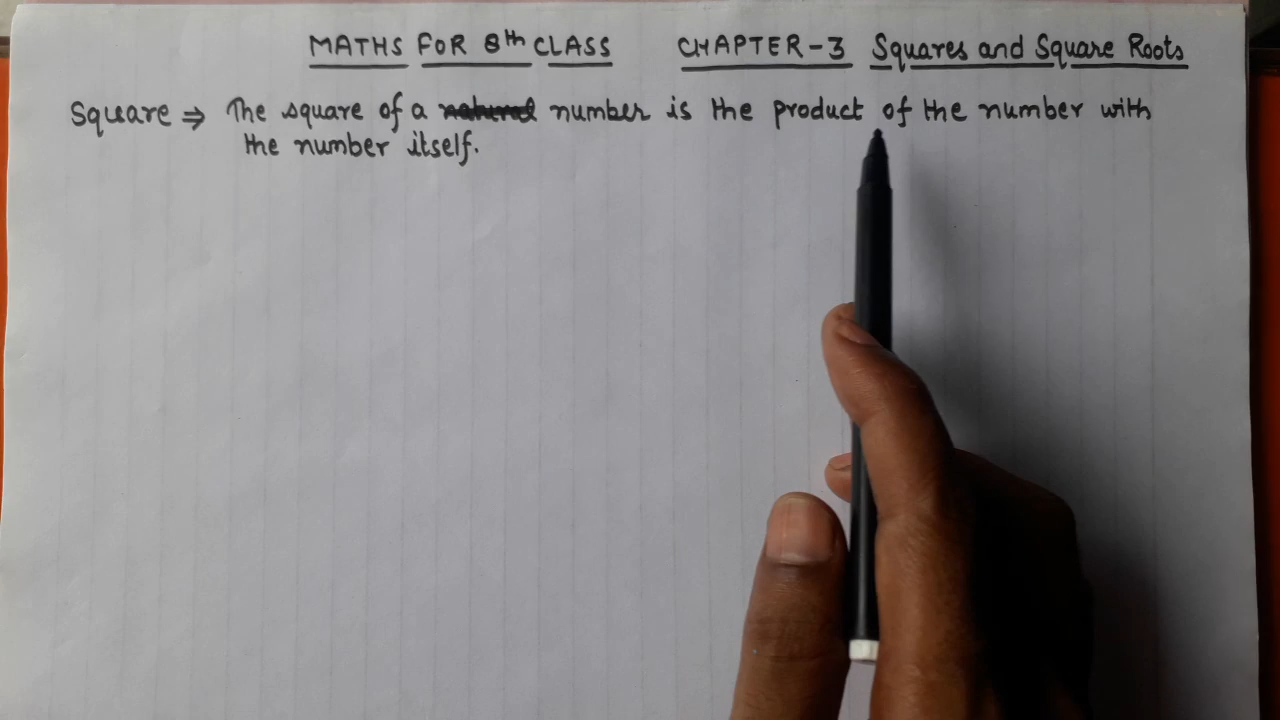 MATHS FOR 8th CLASS CHAPTER-3 Squares and Square Roots
Square ⇒ The square of a natural number is the product of the number with
the number itself.